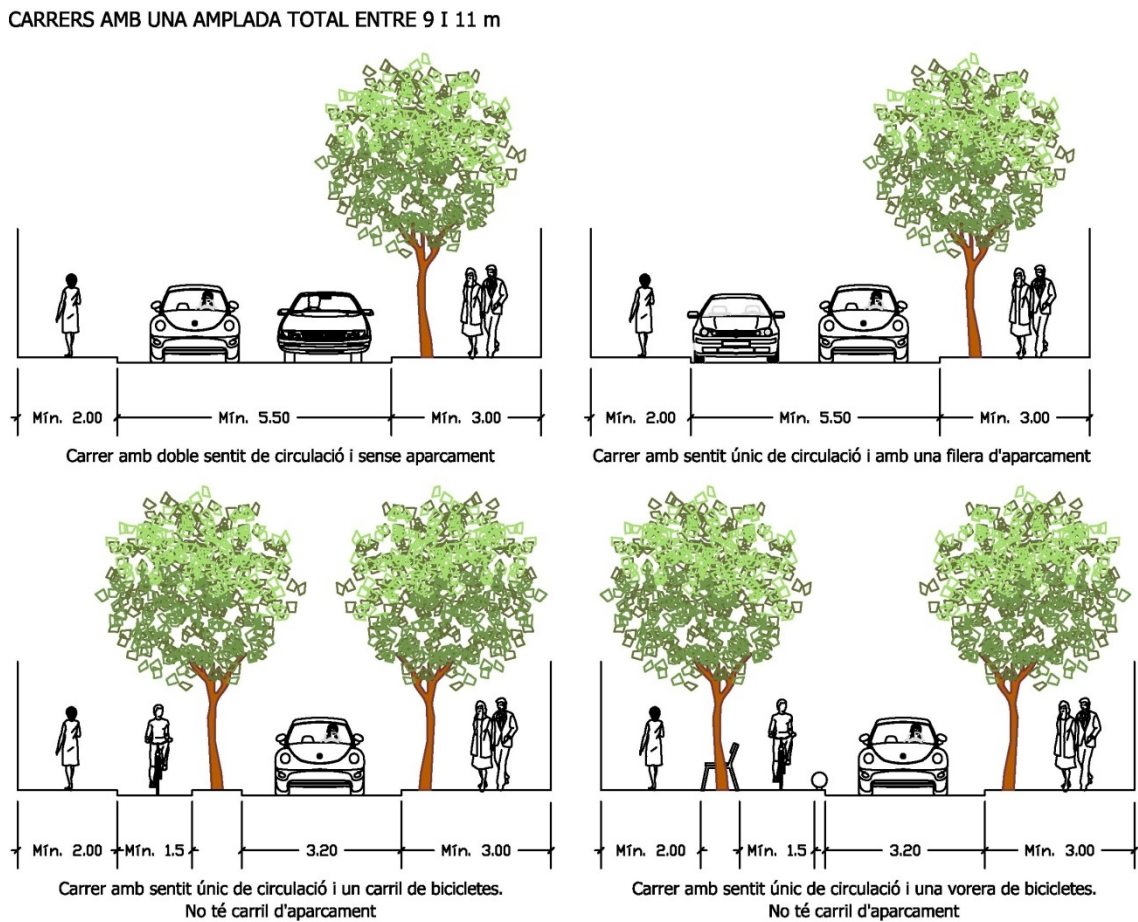 CARRERS AMB UNA AMPLADA TOTAL ENTRE 9 I 11 m
Mín. 2.00 Mín. 5.50 Mín. 3.00
Carrer amb doble sentit de circulació i sense aparcament
Mín. 2.00 Mín. 5.50 Mín. 3.00
Carrer amb sentit únic de circulació i amb una filera d'aparcament
Mín. 2.00 Mín. 1.5 3.20 Mín. 3.00
Carrer amb sentit únic de circulació i un carril de bicicletes.
No té carril d'aparcament
Mín. 2.00 Mín. 1.5 3.20 Mín. 3.00
Carrer amb sentit únic de circulació i una vorera de bicicletes.
No té carril d'aparcament